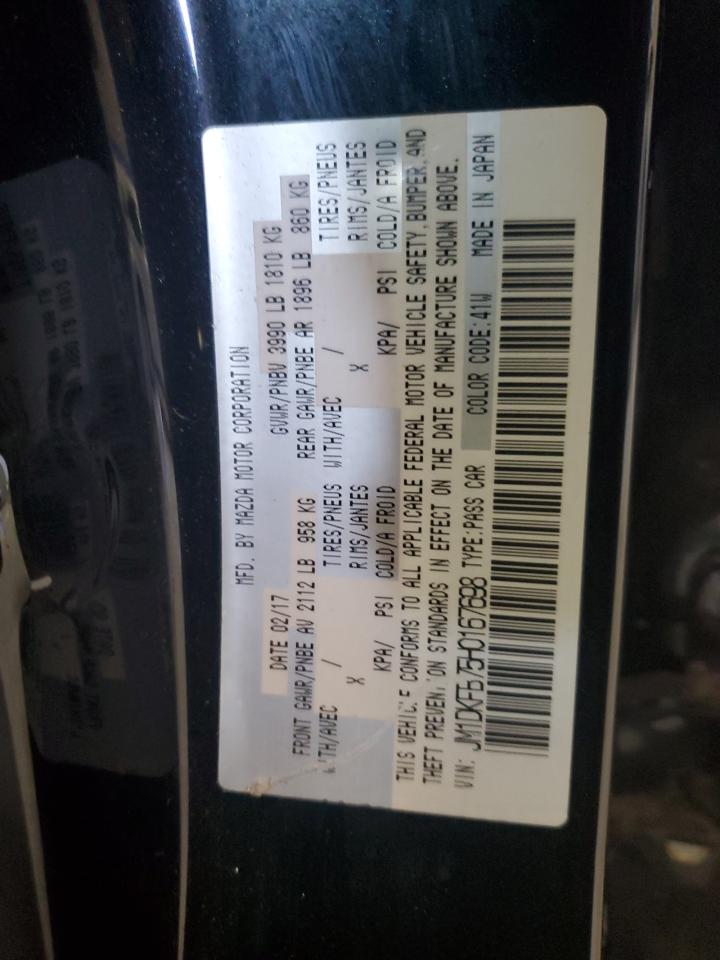 MFD. BY MAZDA MOTOR CORPORATION
DATE 02/17 GVWR/PNBV 3990 LB 1810 KG
FRONT GAWR/PNBE AV 2112 LB 958 KG REAR GAWR/PNBE AR 1896 LB 860 KG
WITH/AVEC / TIRES/PNEUS WITH/AVEC / TIRES/PNEUS
X RIMS/JANTES X RIMS/JANTES
KPA/ PSI COLD/A FROID KPA/ PSI COLD/A FROID
THIS VEHICLE CONFORMS TO ALL APPLICABLE FEDERAL MOTOR VEHICLE SAFETY, BUMPER, AND
THEFT PREVENTION STANDARDS IN EFFECT ON THE DATE OF MANUFACTURE SHOWN ABOVE.
VIN: JM1DKFB75H0167698 TYPE:PASS CAR COLOR CODE:41W MADE IN JAPAN